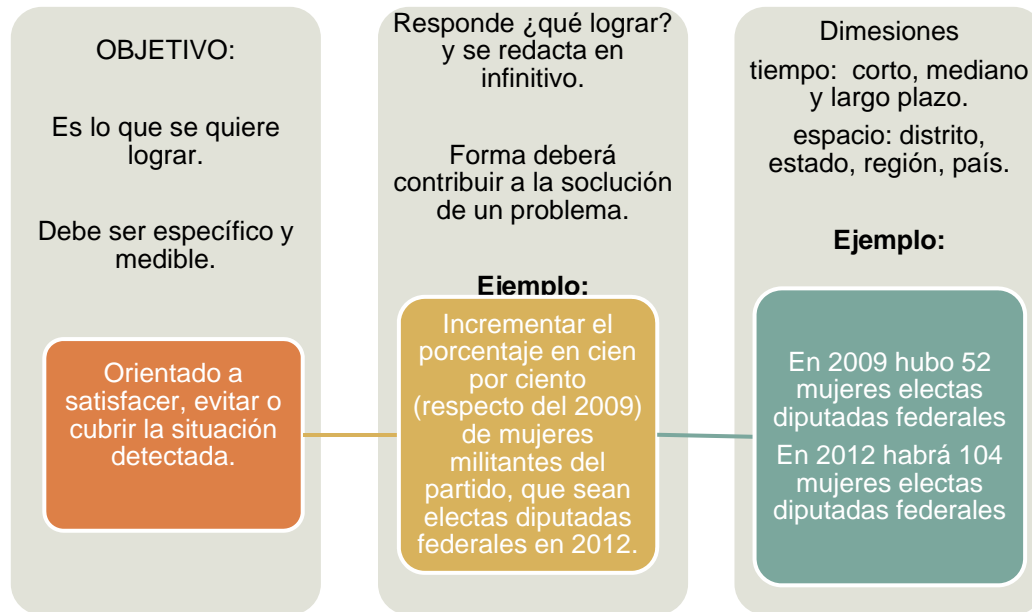 OBJETIVO:
Es lo que se quiere
lograr.
Debe ser específico y
medible.
Orientado a
satisfacer, evitar o
cubrir la situación
detectada.
Responde ¿qué lograr?
y se redacta en
infinitivo.
Forma deberá
contribuir a la soclución
de un problema.
Ejemplo:
Incrementar el
porcentaje en cien
por ciento
(respecto del 2009)
de mujeres
militantes del
partido, que sean
electas diputadas
federales en 2012.
Dimesiones
tiempo: corto, mediano
y largo plazo.
espacio: distrito,
estado, región, país.
Ejemplo:
En 2009 hubo 52
mujeres electas
diputadas federales
En 2012 habrá 104
mujeres electas
diputadas federales